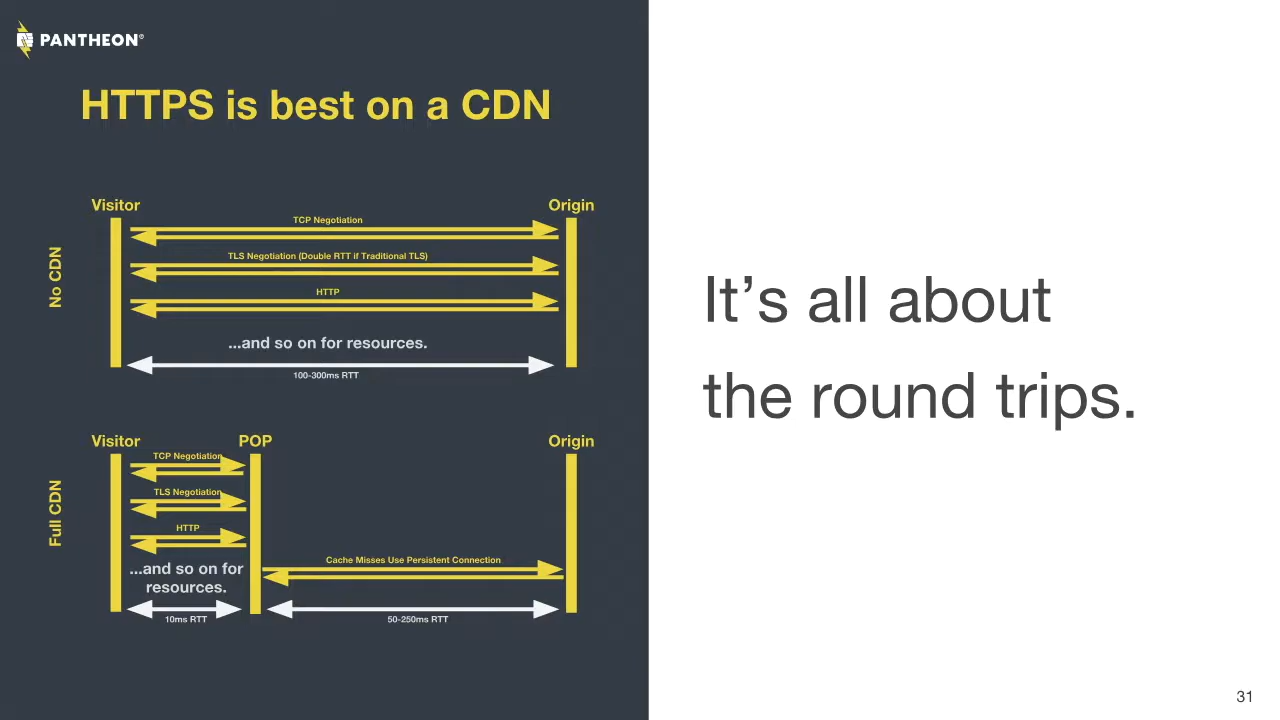 PANTHEON®
HTTPS is best on a CDN
No CDN
Visitor
Origin
TCP Negotiation
TLS Negotiation (Double RTT if Traditional TLS)
HTTP
...and so on for resources.
100-300ms RTT
Full CDN
Visitor
POP
Origin
TCP Negotiation
TLS Negotiation
HTTP
Cache Misses Use Persistent Connection
...and so on for
resources.
10ms RTT
50-250ms RTT
It’s all about
the round trips.
31